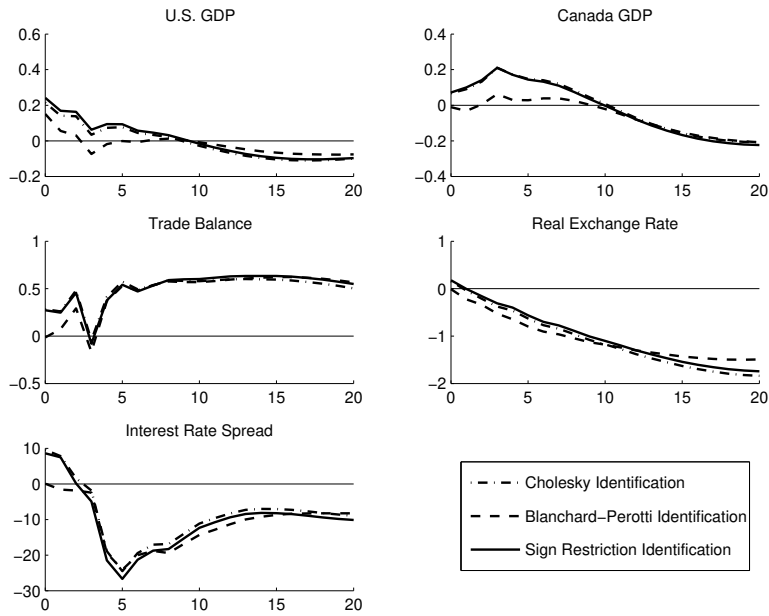 U.S. GDP
0.6
0.4
0.2
0
−0.2
0 5 10 15 20
Canada GDP
0.4
0.2
0
−0.2
−0.4
0 5 10 15 20
Trade Balance
1
0.5
0
−0.5
0 5 10 15 20
Real Exchange Rate
1
0
−1
−2
0 5 10 15 20
Interest Rate Spread
10
0
−10
−20
−30
0 5 10 15 20
Cholesky Identification
Blanchard−Perotti Identification
Sign Restriction Identification